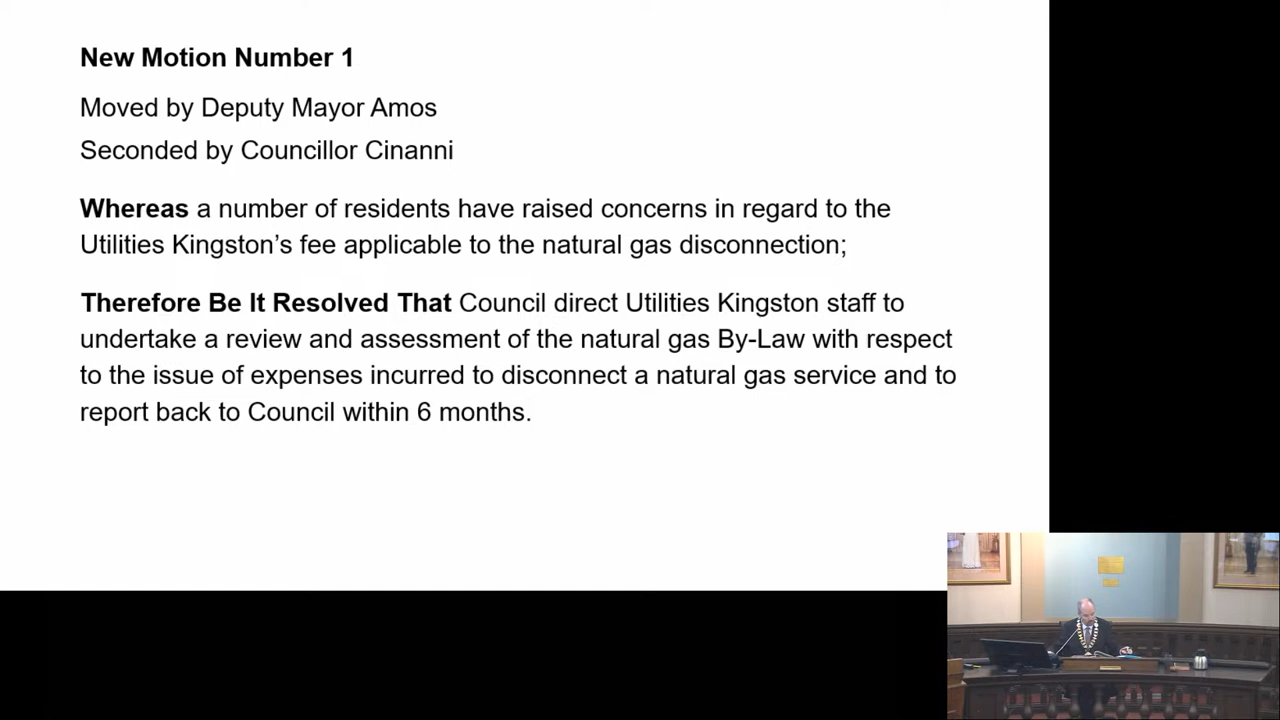 New Motion Number 1
Moved by Deputy Mayor Amos
Seconded by Councillor Cinanni
Whereas a number of residents have raised concerns in regard to the
Utilities Kingston’s fee applicable to the natural gas disconnection;
Therefore Be It Resolved That Council direct Utilities Kingston staff to
undertake a review and assessment of the natural gas By-Law with respect
to the issue of expenses incurred to disconnect a natural gas service and to
report back to Council within 6 months.